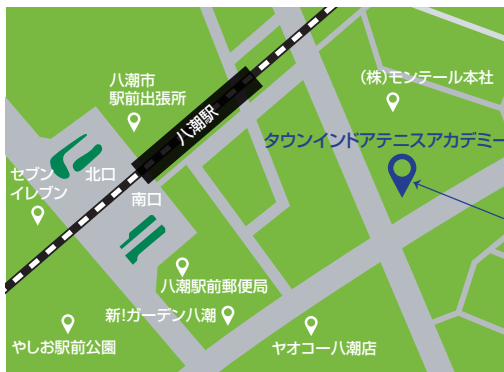 八潮市
駅前出張所
(株)モンテール本社
八潮駅
タウンインドアテニスアカデミー
セブン
イレブン
北口
南口
八潮駅前郵便局
新!ガーデン八潮
やしお駅前公園
ヤオコー八潮店